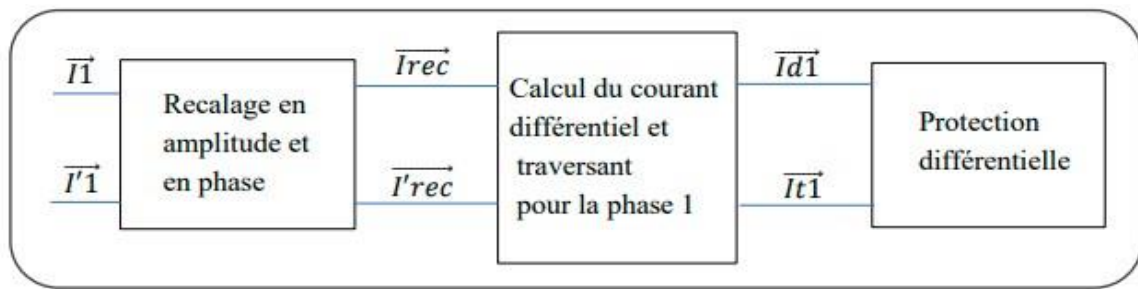 I1
I'1
Recalage en
amplitude et
en phase
Irec
I'rec
Calcul du courant
différentiel et
traversant
pour la phase 1
Id1
It1
Protection
différentielle